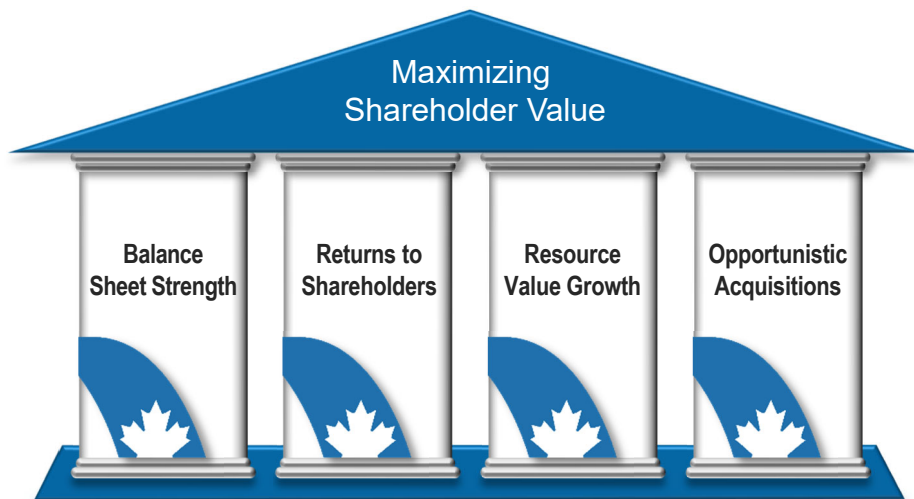 Maximizing
Shareholder Value
Balance
Sheet Strength
Returns to
Shareholders
Resource
Value Growth
Opportunistic
Acquisitions